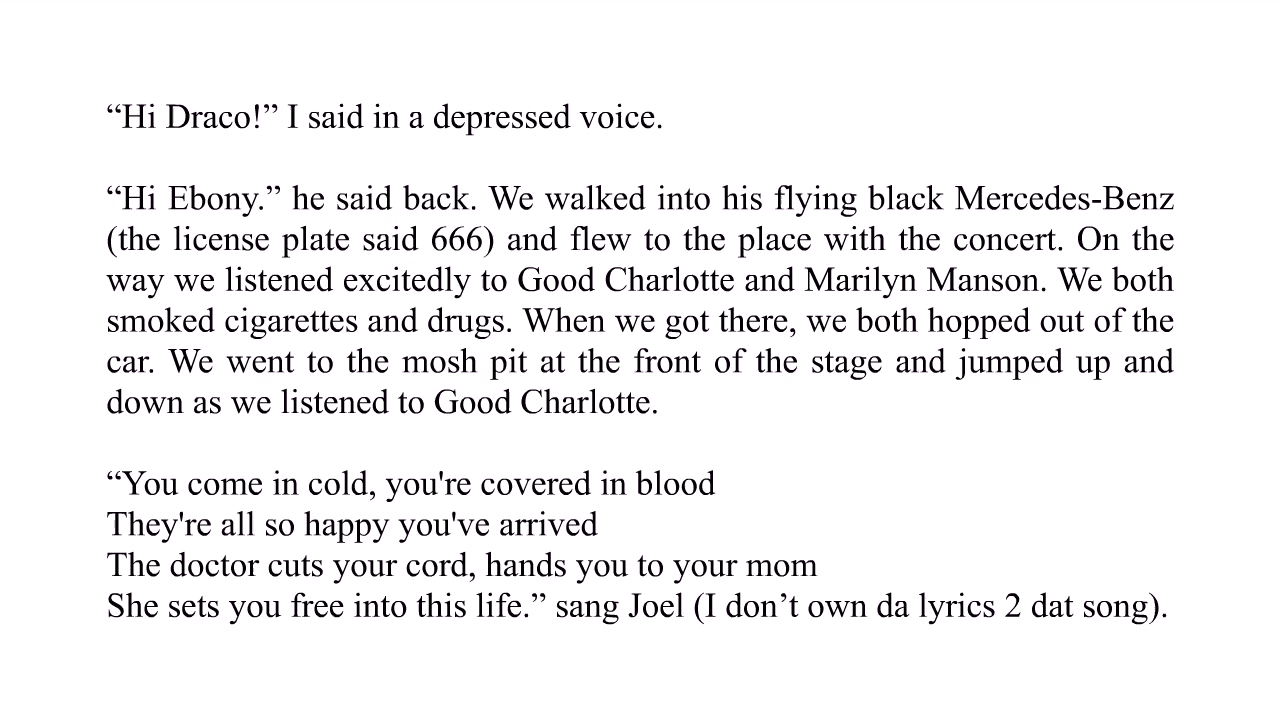 “Hi Draco!” I said in a depressed voice.
“Hi Ebony.” he said back. We walked into his flying black Mercedes-Benz
(the license plate said 666) and flew to the place with the concert. On the
way we listened excitedly to Good Charlotte and Marilyn Manson. We both
smoked cigarettes and drugs. When we got there, we both hopped out of the
car. We went to the mosh pit at the front of the stage and jumped up and
down as we listened to Good Charlotte.
“You come in cold, you're covered in blood
They're all so happy you've arrived
The doctor cuts your cord, hands you to your mom
She sets you free into this life.” sang Joel (I don’t own da lyrics 2 dat song).